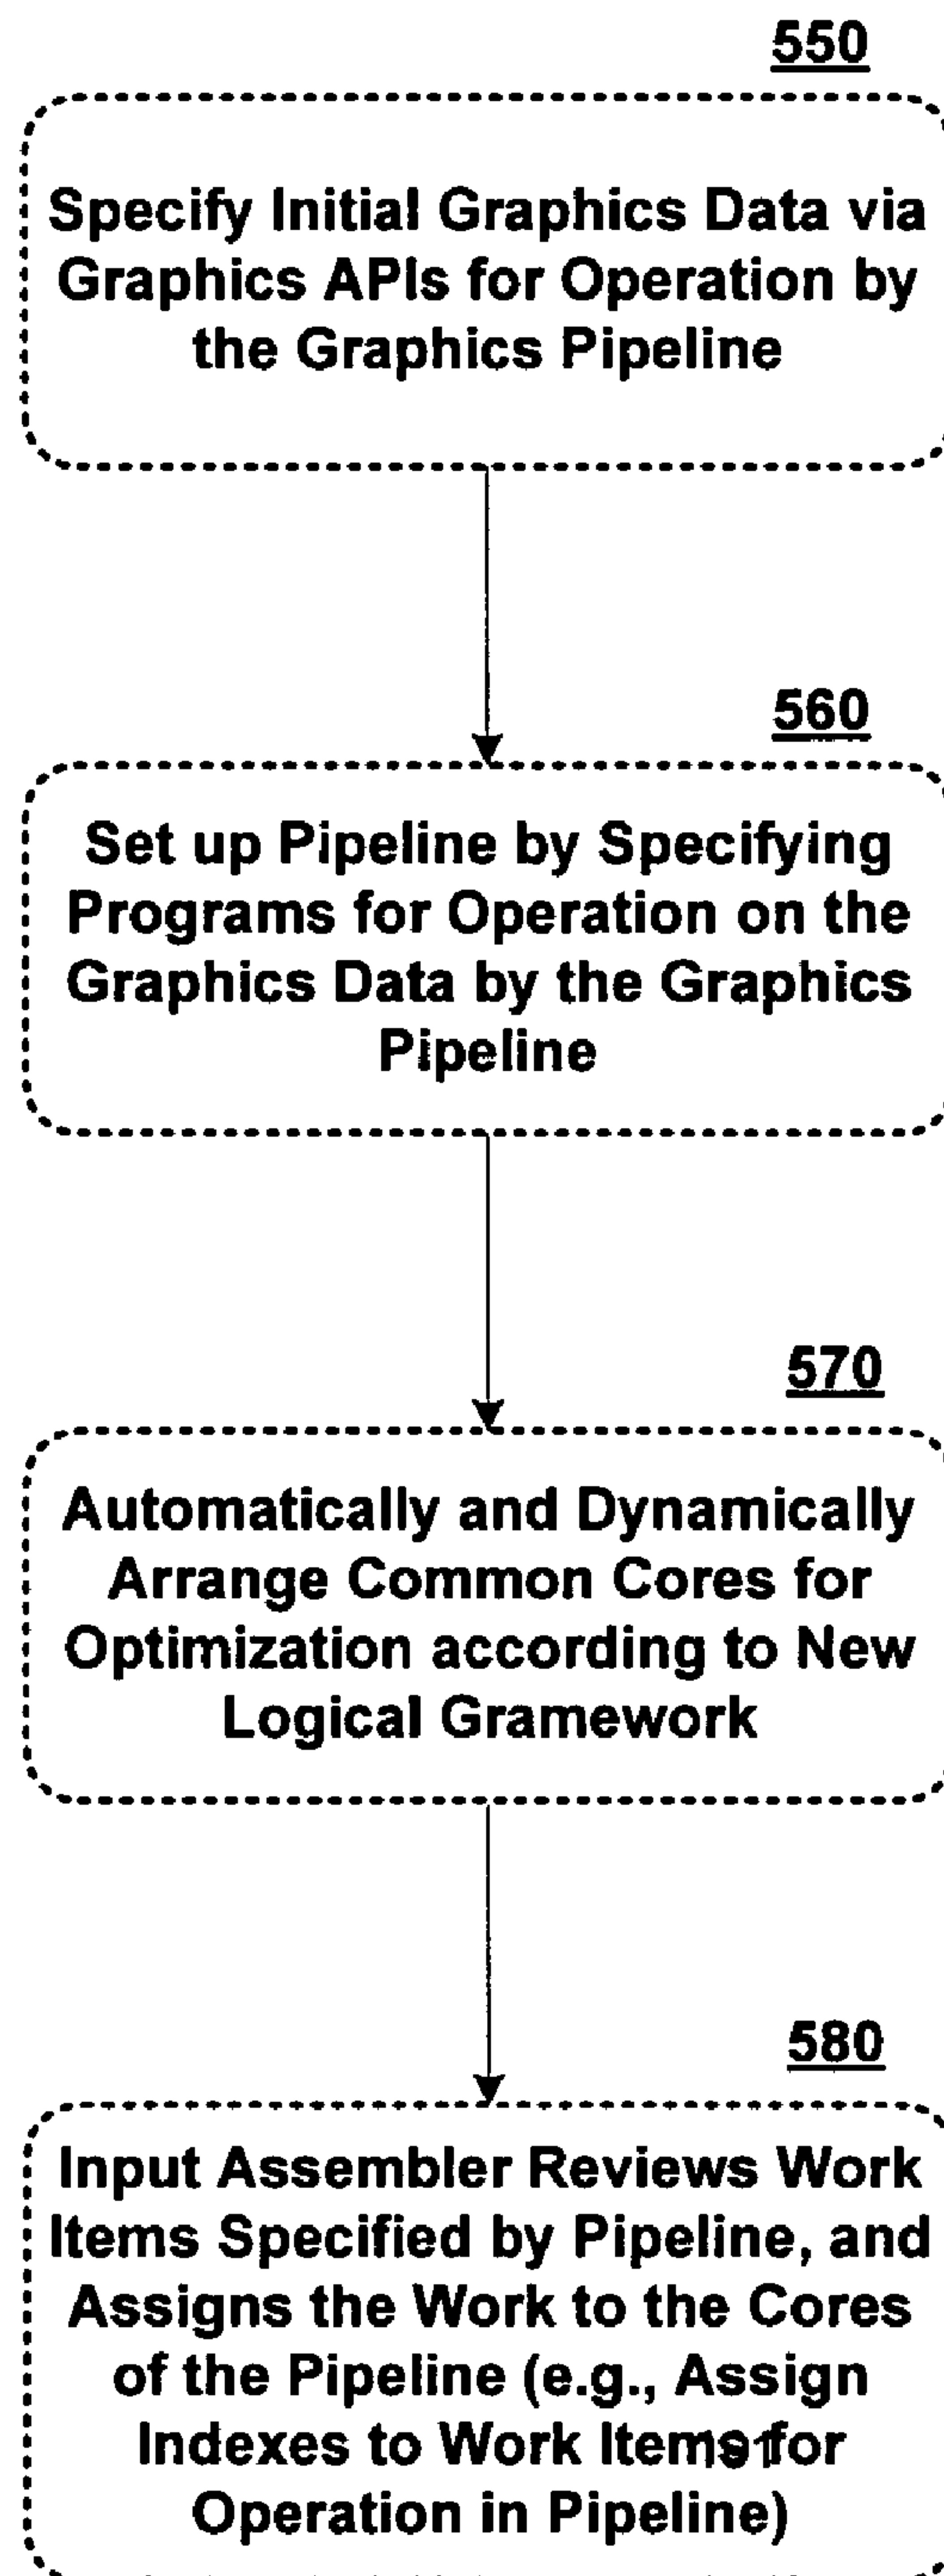 550
Specify Initial Graphics Data via
Graphics APIs for Operation by
the Graphics Pipeline
560
Set up Pipeline by Specifying
Programs for Operation on the
Graphics Data by the Graphics
Pipeline
570
Automatically and Dynamically
Arrange Common Cores for
Optimization according to New
Logical Gramework
580
Input Assembler Reviews Work
Items Specified by Pipeline, and
Assigns the Work to the Cores
of the Pipeline (e.g., Assign
Indexes to Work Items for
Operation in Pipeline)